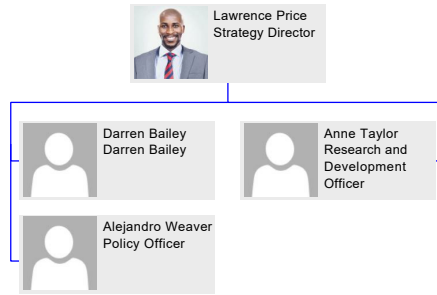 Lawrence Price
Strategy Director
Darren Bailey
Darren Bailey
Anne Taylor
Research and
Development
Officer
Alejandro Weaver
Policy Officer